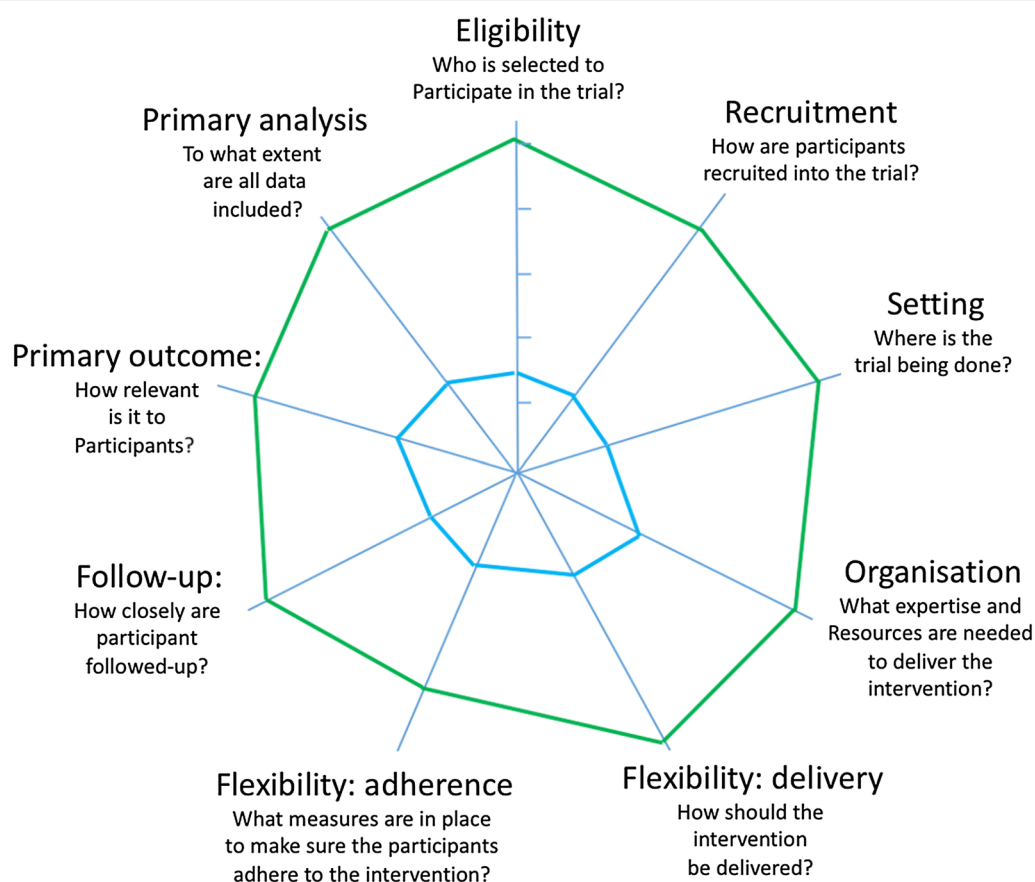 Eligibility
Who is selected to
Participate in the trial?
Recruitment
How are participants
recruited into the trial?
Setting
Where is the
trial being done?
Organisation
What expertise and
Resources are needed
to deliver the
intervention?
Flexibility: delivery
How should the
intervention
be delivered?
Flexibility: adherence
What measures are in place
to make sure the participants
adhere to the intervention?
Follow-up:
How closely are
participant
followed-up?
Primary outcome:
How relevant
is it to
Participants?
Primary analysis
To what extent
are all data
included?